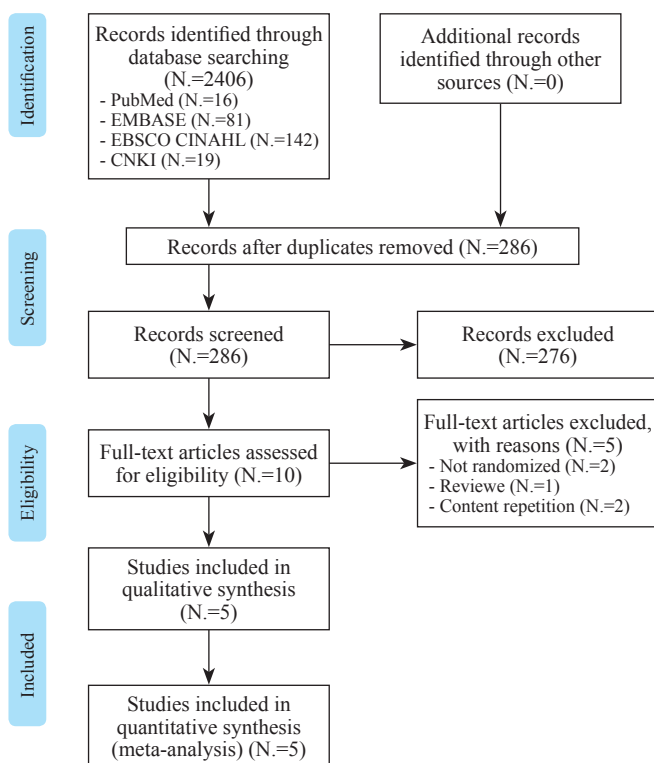 Identification
Records identified through
database searching
(N.=2406)
- PubMed (N.=16)
- EMBASE (N.=81)
- EBSCO CINAHL (N.=142)
- CNKI (N.=19)
Additional records
identified through other
sources (N.=0)
Screening
Records after duplicates removed (N.=286)
Records screened
(N.=286)
Records excluded
(N.=276)
Eligibility
Full-text articles assessed
for eligibility (N.=10)
Full-text articles excluded,
with reasons (N.=5)
- Not randomized (N.=2)
- Reviewe (N.=1)
- Content repetition (N.=2)
Included
Studies included in
qualitative synthesis
(N.=5)
Studies included in
quantitative synthesis
(meta-analysis) (N.=5)